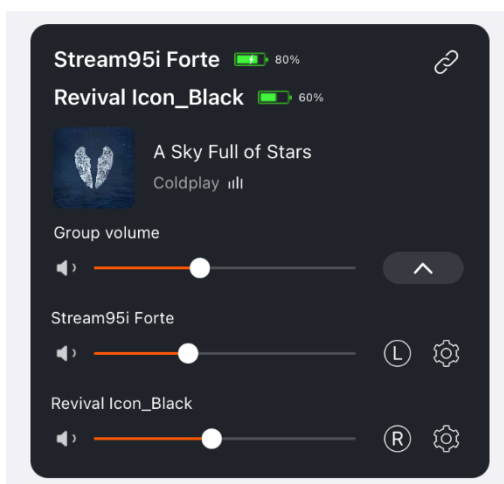 Stream95i Forte 80%
Revival Icon_Black 60%
A Sky Full of Stars
Coldplay
Group volume
Stream95i Forte
L
Revival Icon_Black
R